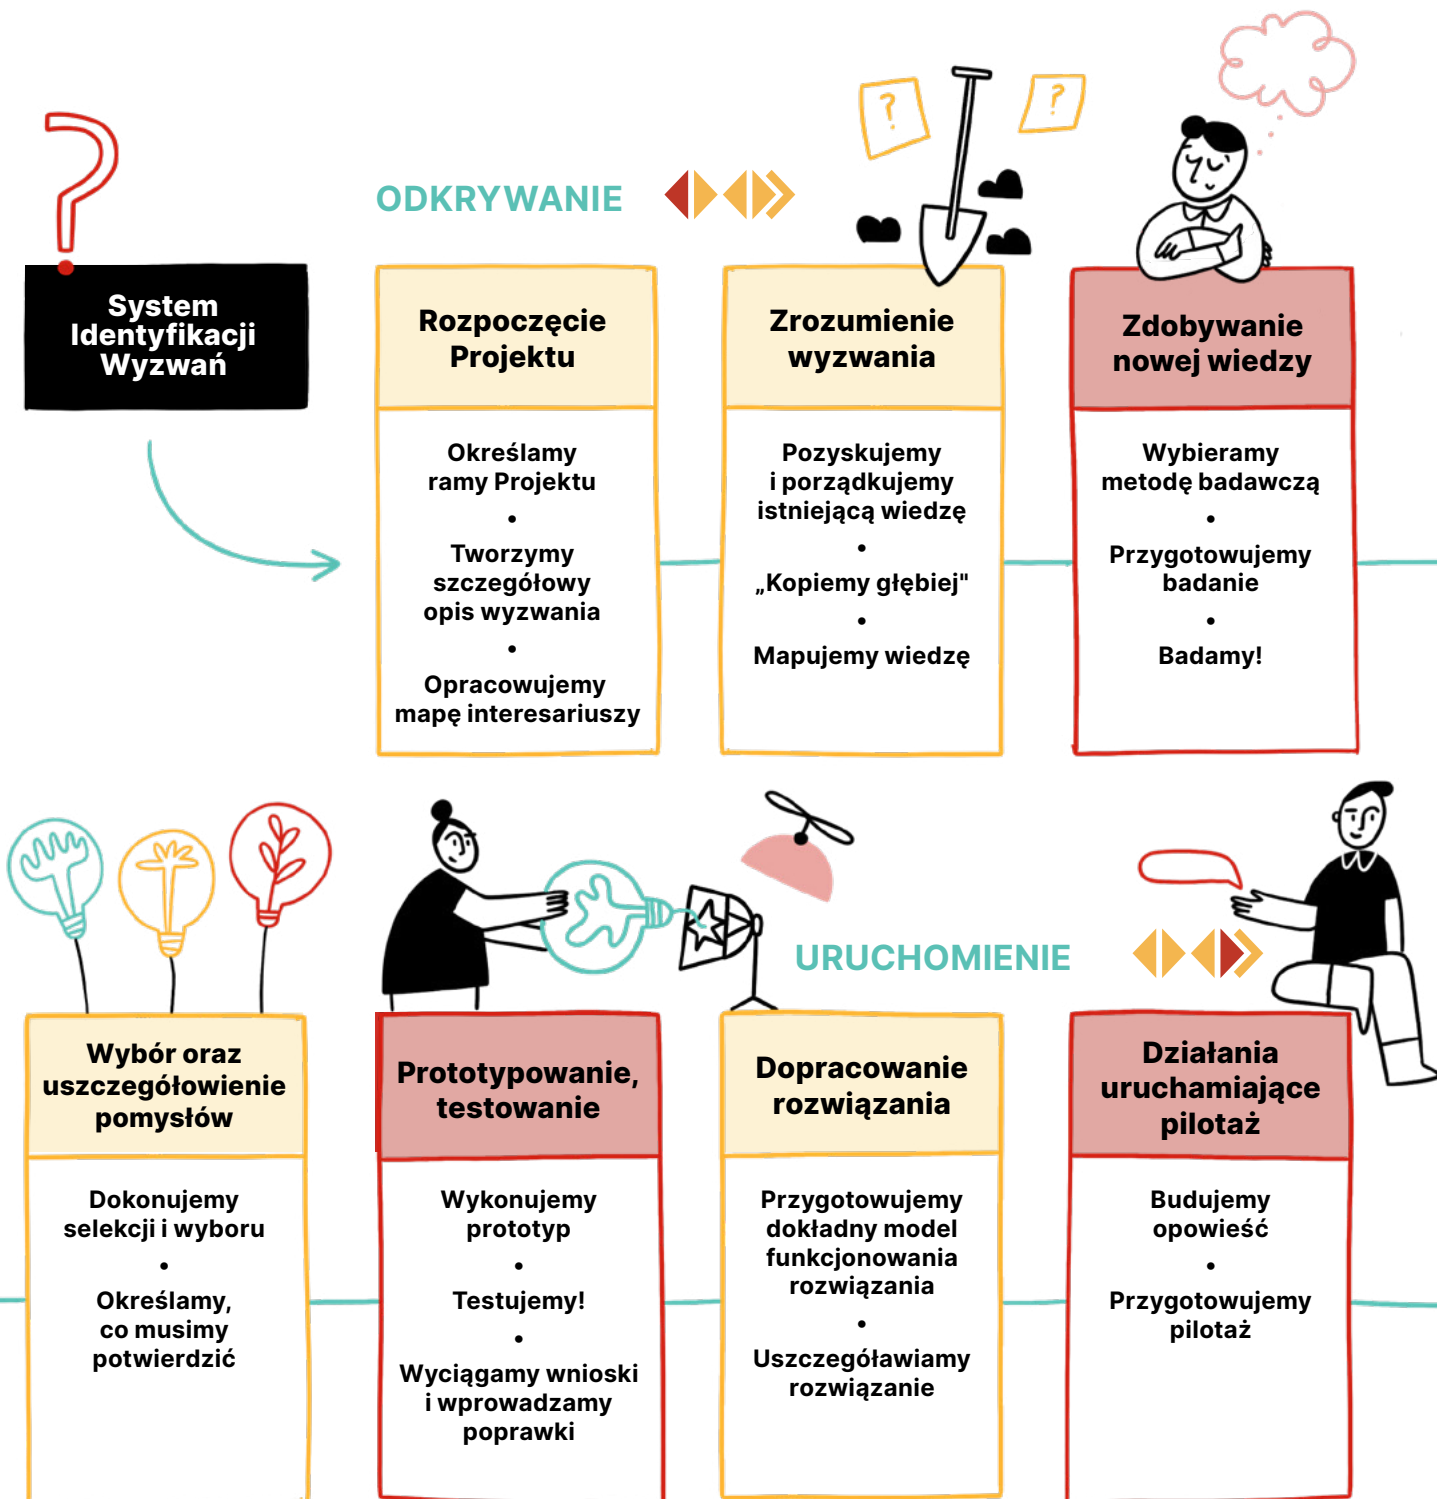 ?
?
ODKRYWANIE
System
Identyfikacji
Wyzwań
Rozpoczęcie
Projektu
Określamy
ramy Projektu
•
Tworzymy
szczegółowy
opis wyzwania
•
Opracowujemy
mapę interesariuszy
Zrozumienie
wyzwania
Pozyskujemy
i porządkujemy
istniejącą wiedzę
•
„Kopiemy głębiej"
•
Mapujemy wiedzę
Zdobywanie
nowej wiedzy
Wybieramy
metodę badawczą
•
Przygotowujemy
badanie
•
Badamy!
URUCHOMIENIE
Wybór oraz
uszczegółowienie
pomysłów
Dokonujemy
selekcji i wyboru
•
Określamy,
co musimy
potwierdzić
Prototypowanie,
testowanie
Wykonujemy
prototyp
•
Testujemy!
•
Wyciągamy wnioski
i wprowadzamy
poprawki
Dopracowanie
rozwiązania
Przygotowujemy
dokładny model
funkcjonowania
rozwiązania
•
Uszczegóławiamy
rozwiązanie
Działania
uruchamiające
pilotaż
Budujemy
opowieść
•
Przygotowujemy
pilotaż